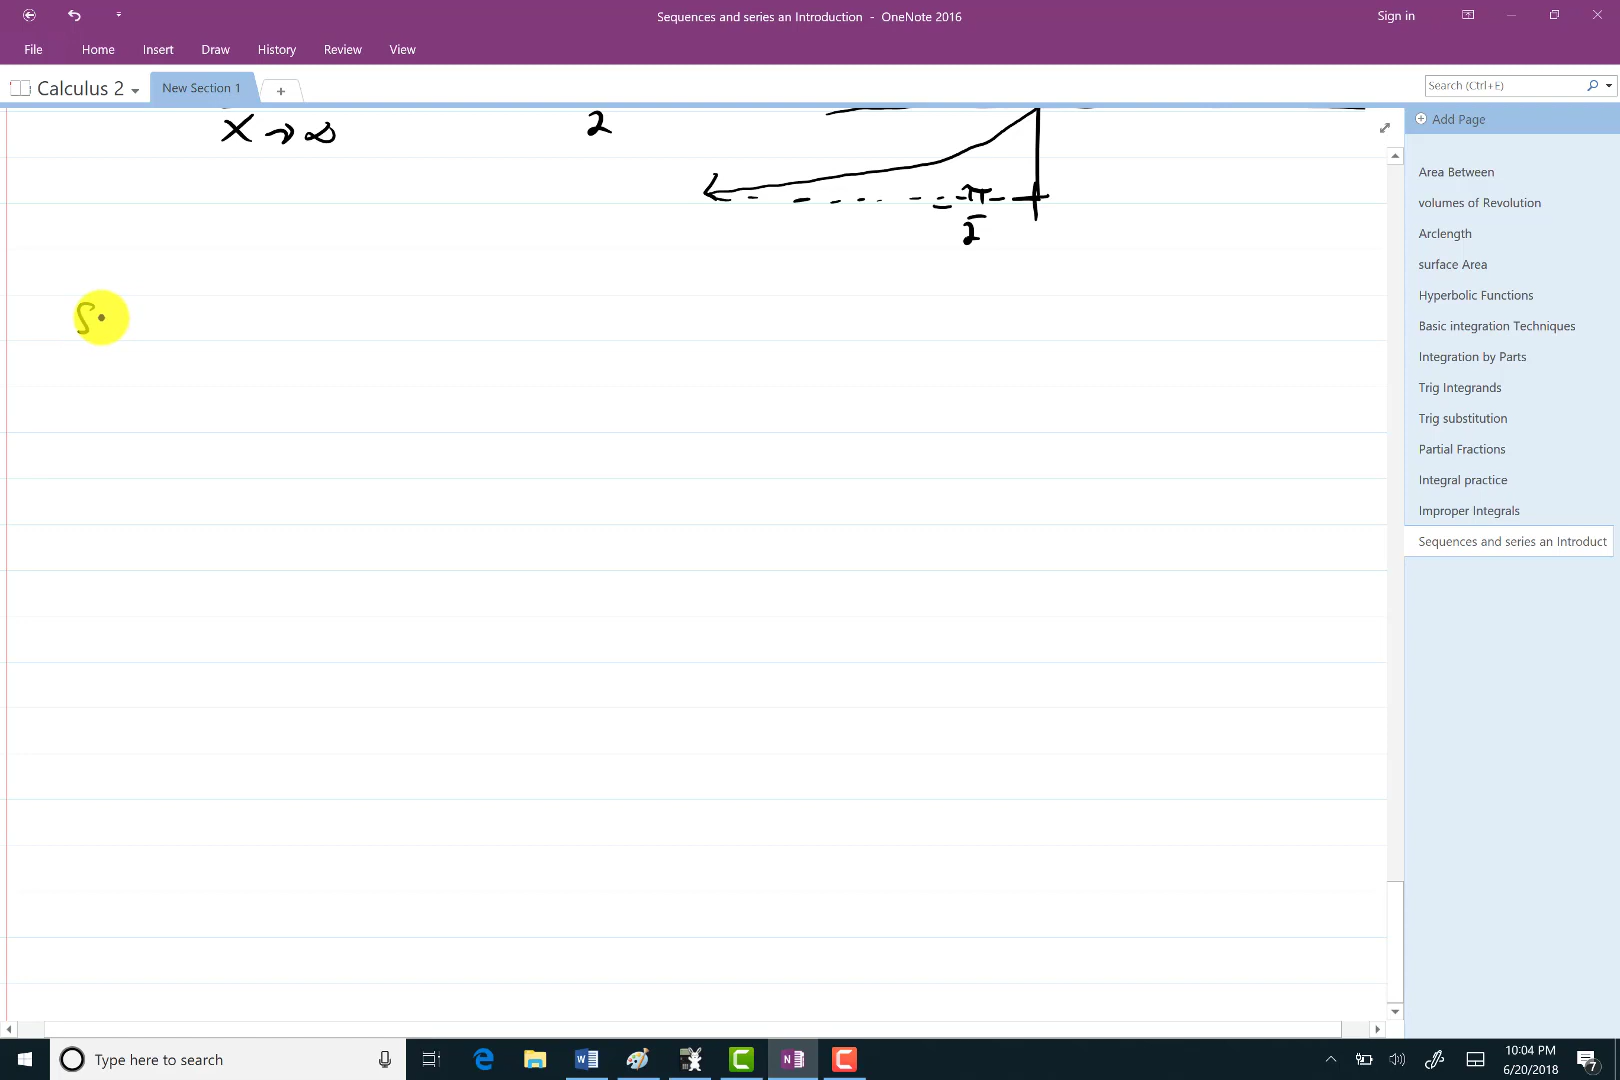 Sequences and series an Introduction - OneNote 2016
Sign in
File Home Insert Draw History Review View
Calculus 2
New Section 1
+
Search (Ctrl+E)
Add Page
Area Between
volumes of Revolution
Arclength
surface Area
Hyperbolic Functions
Basic integration Techniques
Integration by Parts
Trig Integrands
Trig substitution
Partial Fractions
Integral practice
Improper Integrals
Sequences and series an Introduct
x → ∞ 2
- π
2
S
Type here to search
10:04 PM
6/20/2018
7